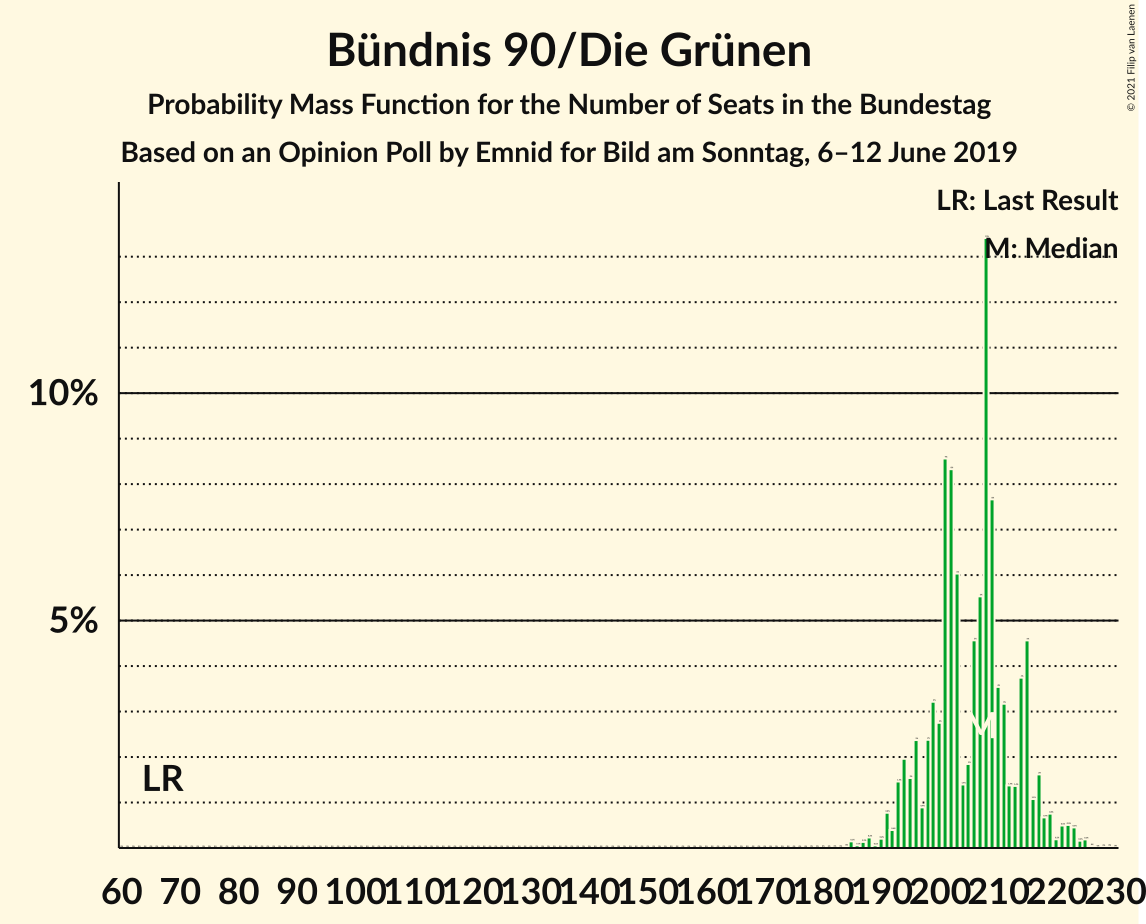 Bündnis 90/Die Grünen
Probability Mass Function for the Number of Seats in the Bundestag
Based on an Opinion Poll by Emnid for Bild am Sonntag, 6–12 June 2019
© 2021 Filip van Laenen
LR: Last Result
M: Median
10%
5%
LR
M
60 70 80 90 100 110 120 130 140 150 160 170 180 190 200 210 220 230